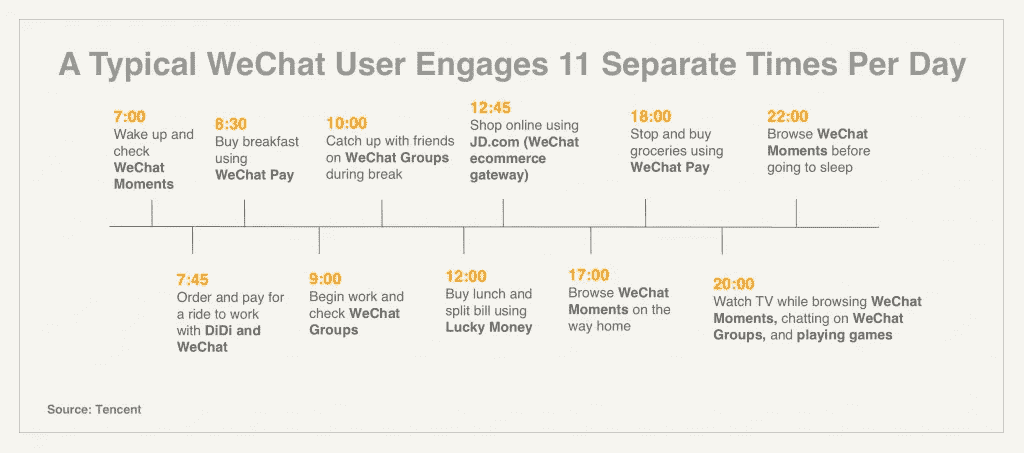 A Typical WeChat User Engages 11 Separate Times Per Day
7:00
Wake up and
check
WeChat
Moments
7:45
Order and pay for
a ride to work
with DiDi and
WeChat
8:30
Buy breakfast
using
WeChat Pay
9:00
Begin work and
check WeChat
Groups
10:00
Catch up with friends
on WeChat Groups
during break
12:00
Buy lunch and
split bill using
Lucky Money
12:45
Shop online using
JD.com (WeChat
ecommerce
gateway)
17:00
Browse WeChat
Moments on the
way home
18:00
Stop and buy
groceries using
WeChat Pay
20:00
Watch TV while browsing WeChat
Moments, chatting on WeChat
Groups, and playing games
22:00
Browse WeChat
Moments before
going to sleep
Source: Tencent